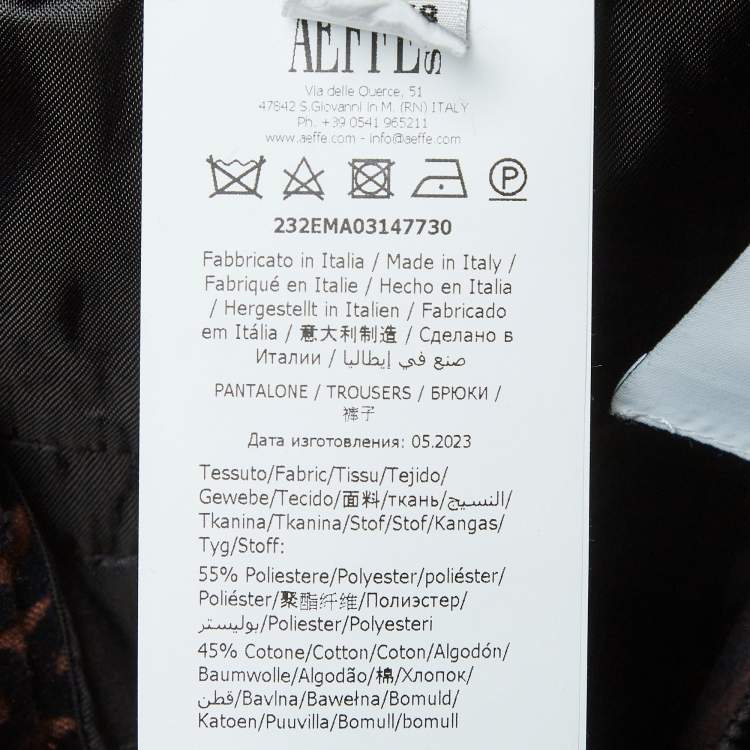 AEFFE
Via delle Querce, 51
47842 S.Giovanni in M. (RN) ITALY
Ph. +39 0541 965211
www.aeffe.com - info@aeffe.com
P
232EMA03147730
Fabbricato in Italia / Made in Italy /
Fabriqué en Italie / Hecho en Italia
/ Hergestellt in Italien / Fabricado
em Itália / 意大利制造 / Сделано в
Италии / صنع في إيطاليا
PANTALONE / TROUSERS / БРЮКИ /
裤子
Дата изготовления: 05.2023
Tessuto/Fabric/Tissu/Tejido/
Gewebe/Tecido/面料/ткань/النسيج/
Tkanina/Tkanina/Stof/Stof/Kangas/
Tyg/Stoff:
55% Poliestere/Polyester/poliéster/
Poliéster/聚酯纤维/Полиэстер/
بوليستر/Poliester/Polyesteri
45% Cotone/Cotton/Coton/Algodón/
Baumwolle/Algodão/棉/Хлопок/
قطن/Bavlna/Bawełna/Bomuld/
Katoen/Puuvilla/Bomull/bomull